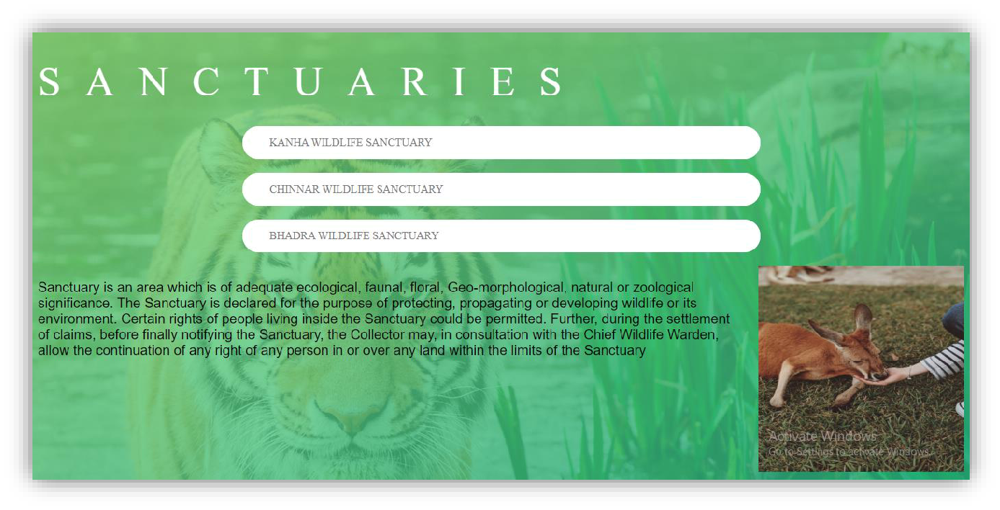 SANCTUARIES
KANHA WILDLIFE SANCTUARY
CHINNAR WILDLIFE SANCTUARY
BHADRA WILDLIFE SANCTUARY
Sanctuary is an area which is of adequate ecological, faunal, floral, Geo-morphological, natural or zoological
significance. The Sanctuary is declared for the purpose of protecting, propagating or developing wildlife or its
environment. Certain rights of people living inside the Sanctuary could be permitted. Further, during the settlement
of claims, before finally notifying the Sanctuary, the Collector may, in consultation with the Chief Wildlife Warden,
allow the continuation of any right of any person in or over any land within the limits of the Sanctuary
Activate Windows
Go to Settings to activate Windows.